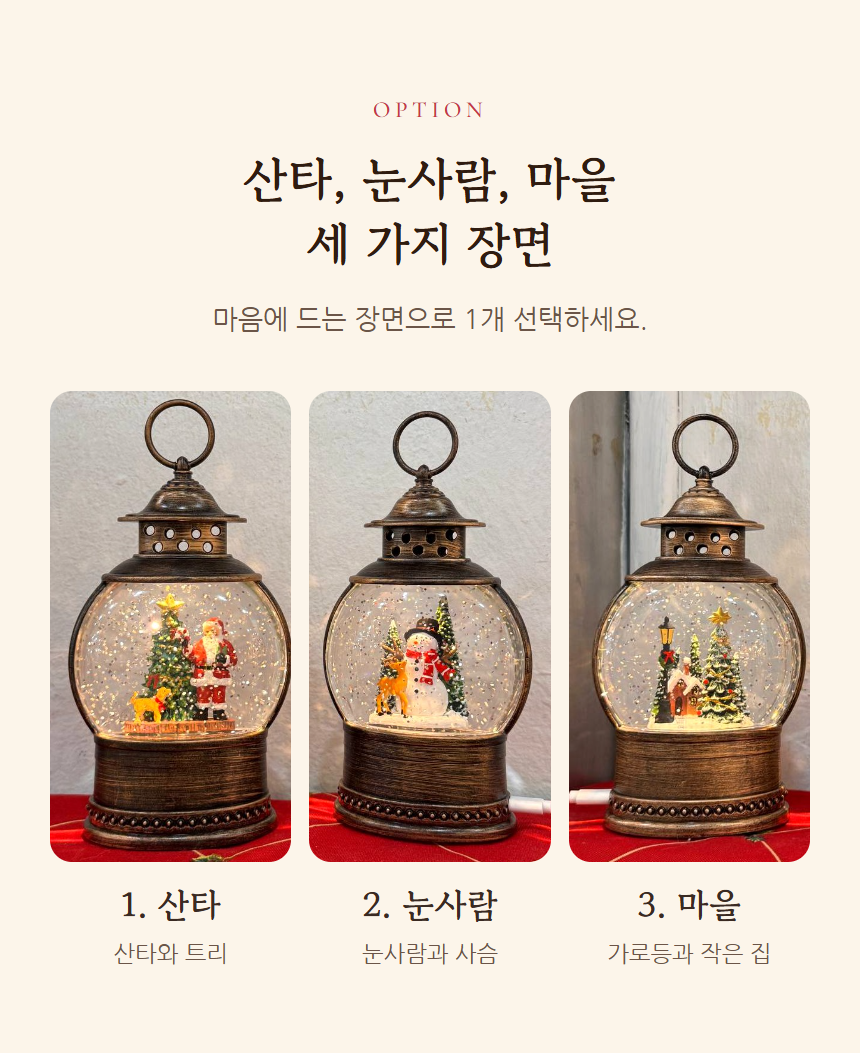 OPTION
산타, 눈사람, 마을
세 가지 장면
마음에 드는 장면으로 1개 선택하세요.
1. 산타
산타와 트리
2. 눈사람
눈사람과 사슴
3. 마을
가로등과 작은 집